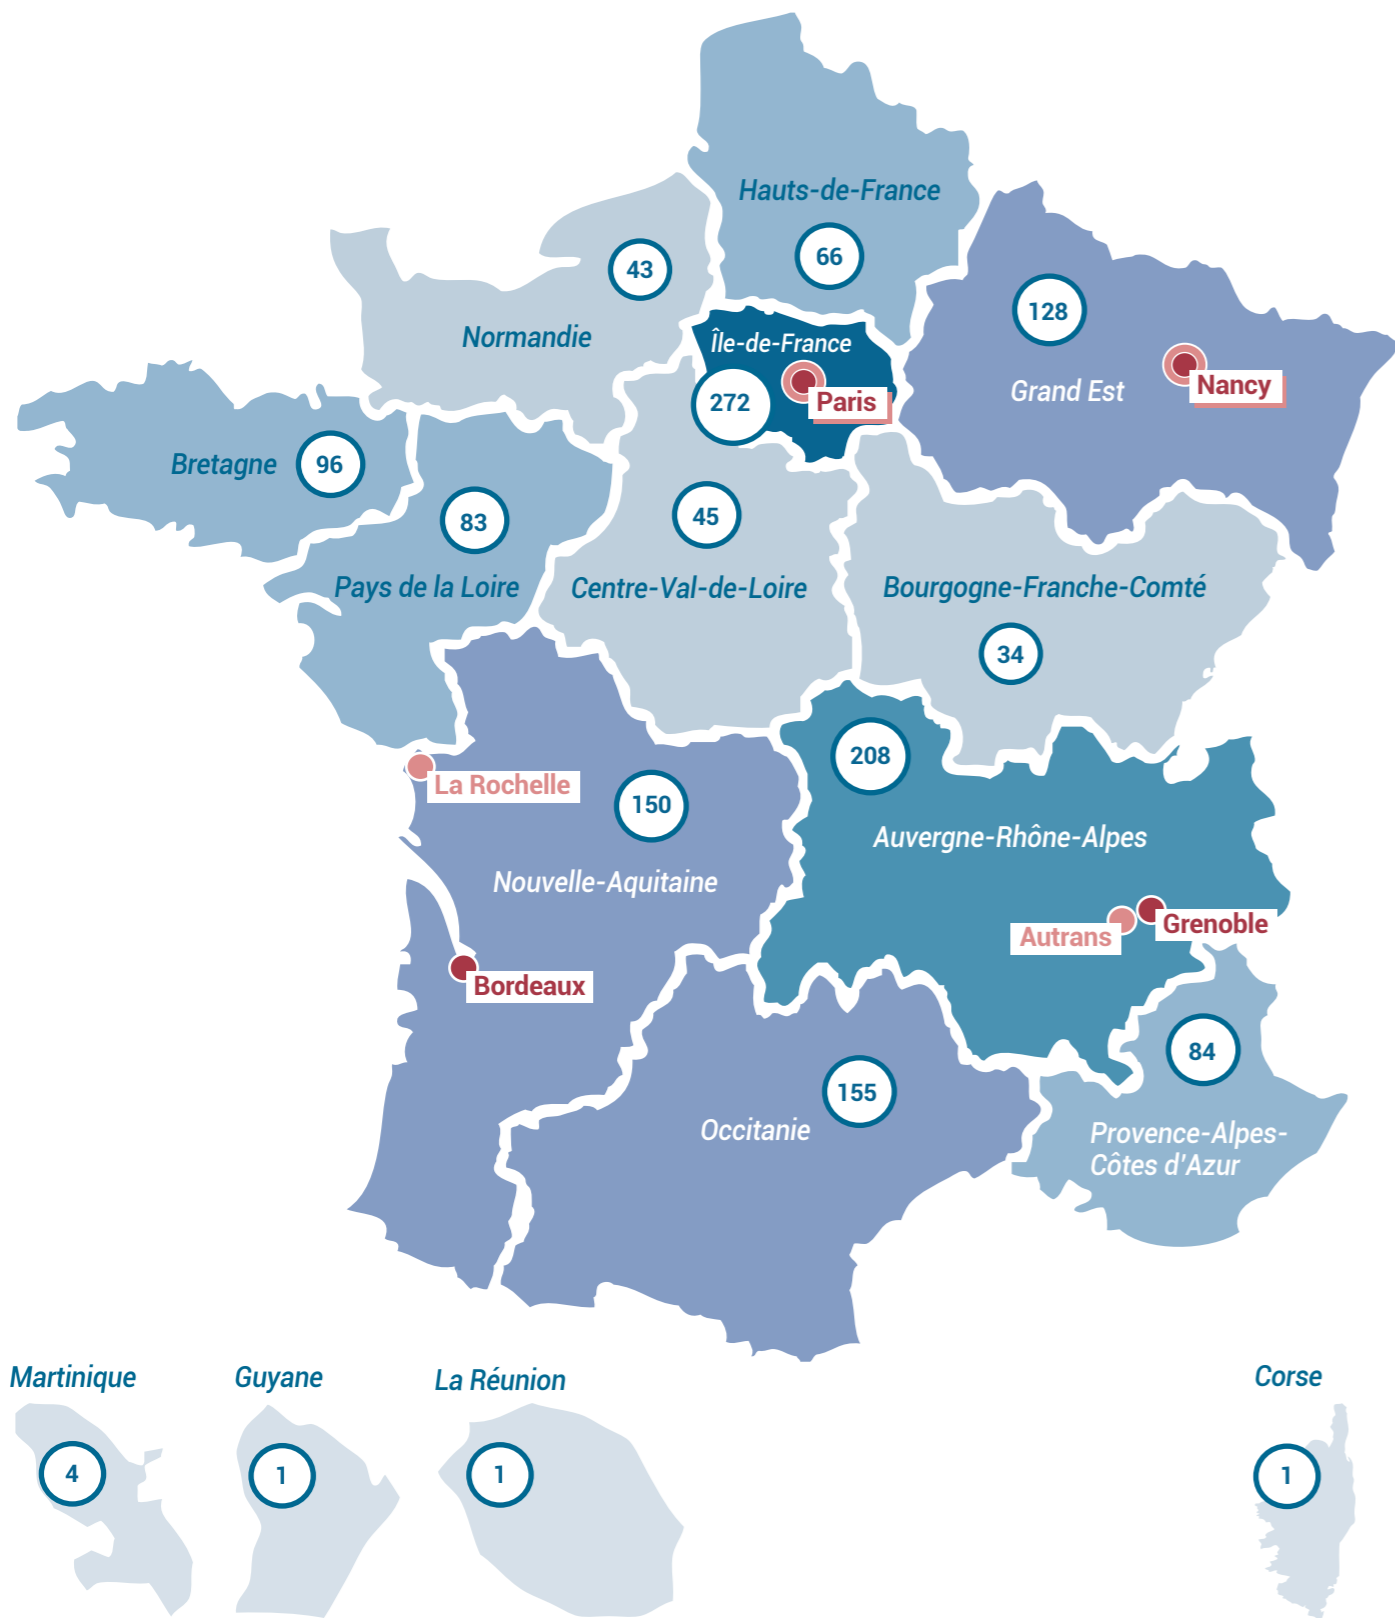 Hauts-de-France
66
43
Normandie
128
Grand Est
Nancy
Île-de-France
272
Paris
Bretagne
96
83
Pays de la Loire
45
Centre-Val-de-Loire
Bourgogne-Franche-Comté
34
208
Auvergne-Rhône-Alpes
La Rochelle
150
Nouvelle-Aquitaine
Autrans
Grenoble
Bordeaux
84
Provence-Alpes-
Côtes d'Azur
155
Occitanie
Martinique
4
Guyane
1
La Réunion
1
Corse
1